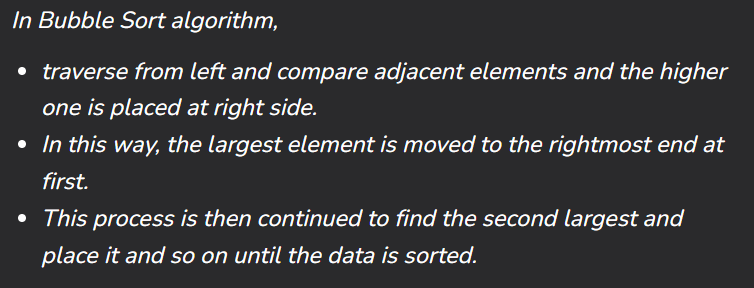 In Bubble Sort algorithm,
• traverse from left and compare adjacent elements and the higher
one is placed at right side.
• In this way, the largest element is moved to the rightmost end at
first.
• This process is then continued to find the second largest and
place it and so on until the data is sorted.